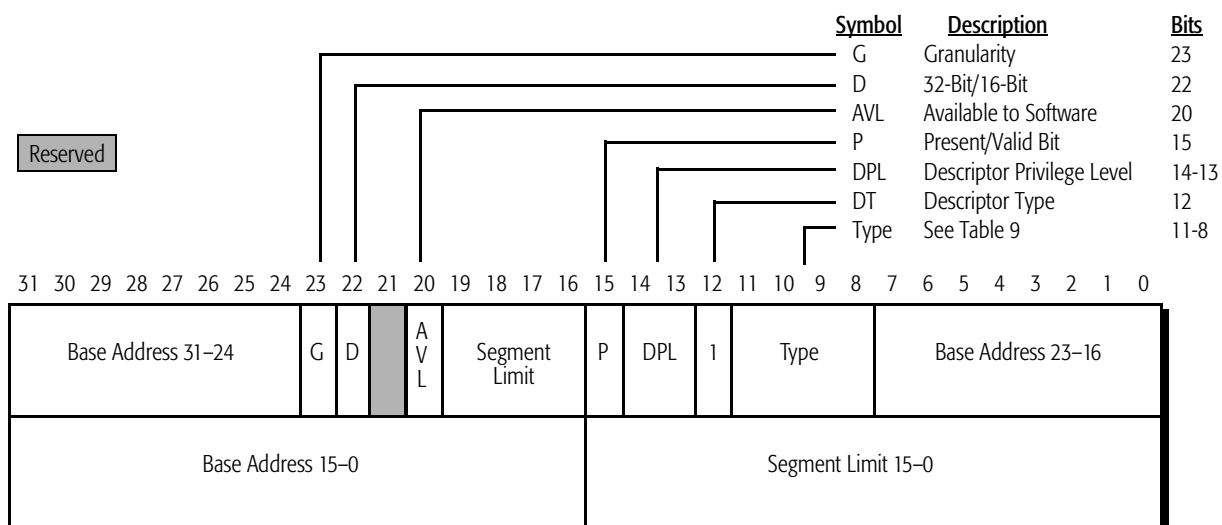 Symbol Description Bits
G Granularity 23
D 32-Bit/16-Bit 22
AVL Available to Software 20
P Present/Valid Bit 15
DPL Descriptor Privilege Level 14-13
DT Descriptor Type 12
Type See Table 9 11-8
Reserved
31 30 29 28 27 26 25 24 23 22 21 20 19 18 17 16 15 14 13 12 11 10 9 8 7 6 5 4 3 2 1 0
Base Address 31–24
G
D
A
V
L
Segment
Limit
P
DPL
1
Type
Base Address 23–16
Base Address 15–0
Segment Limit 15–0